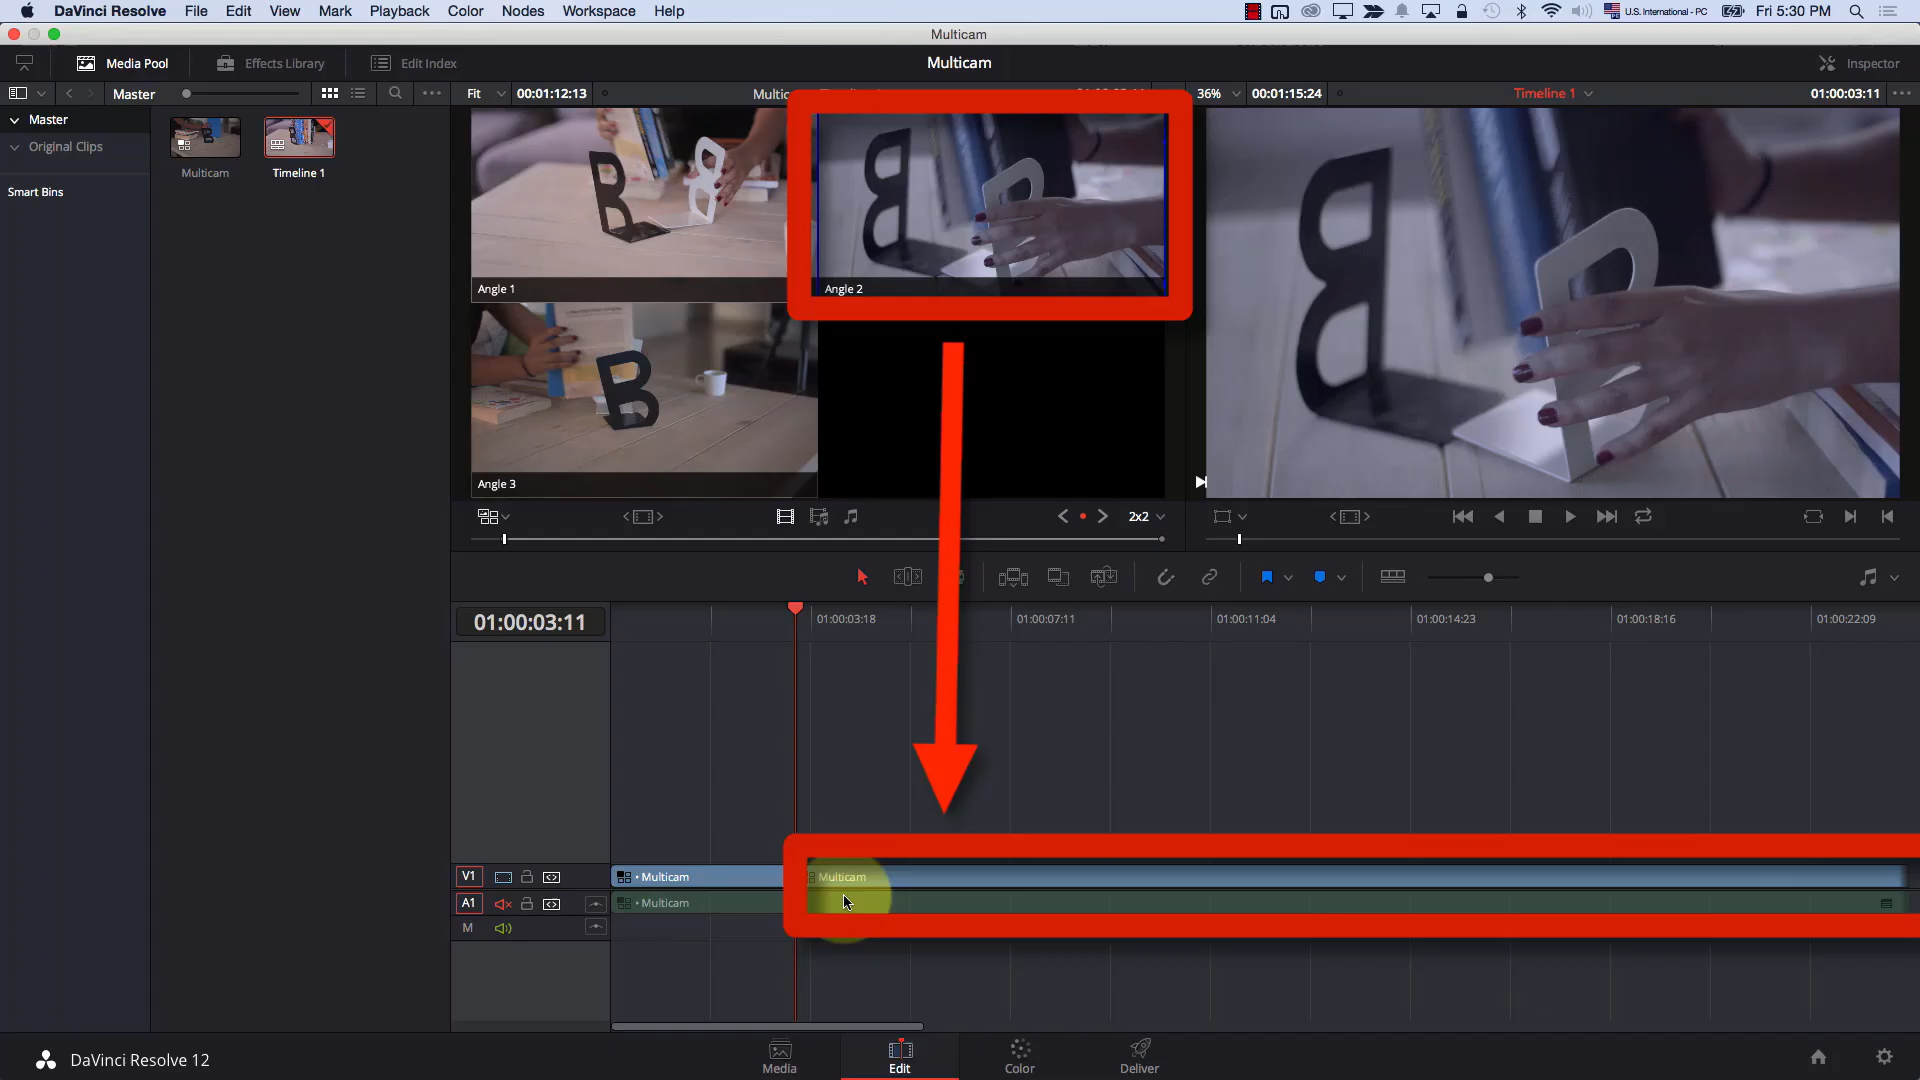 DaVinci Resolve File Edit View Mark Playback Color Nodes Workspace Help U.S. International - PC Fri 5:30 PM
Multicam
Media Pool Effects Library Edit Index Multicam Inspector
Master Fit 00:01:12:13 Multic 36% 00:01:15:24 Timeline 1 01:00:03:11
Master
Original Clips
Smart Bins
Multicam Timeline 1
Angle 1 Angle 2
Angle 3
2x2
01:00:03:11 01:00:03:18 01:00:07:11 01:00:11:04 01:00:14:23 01:00:18:16 01:00:22:09
V1 • Multicam Multicam
A1 • Multicam
M
DaVinci Resolve 12 Media Edit Color Deliver